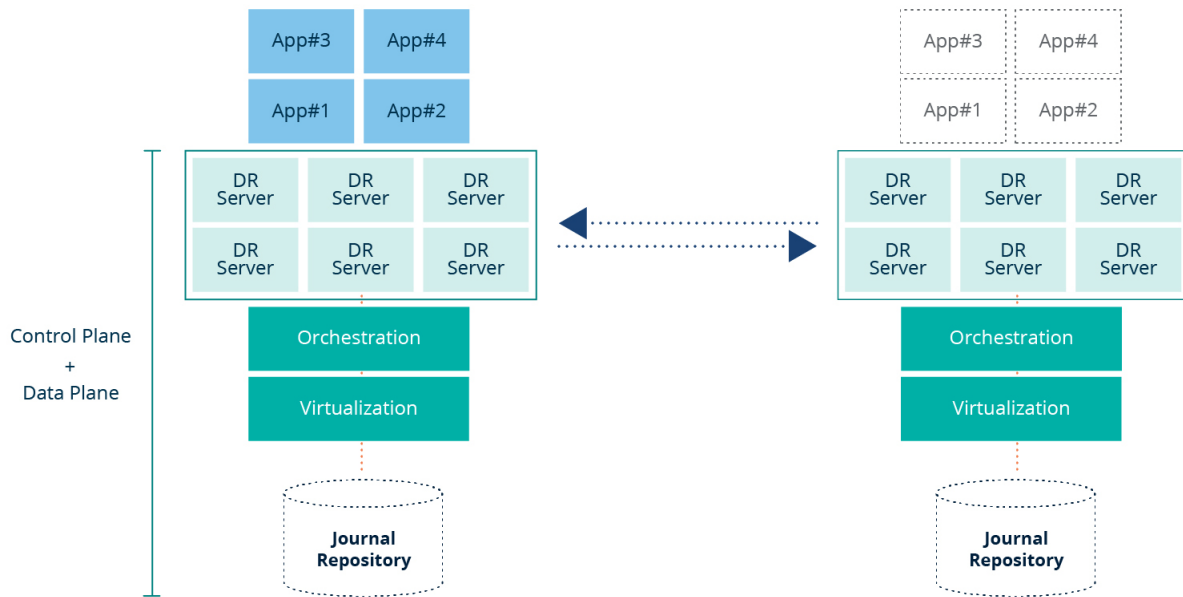 App#3
App#4
App#1
App#2
DR
Server
DR
Server
DR
Server
DR
Server
DR
Server
DR
Server
Orchestration
Virtualization
Journal
Repository
Control Plane
+
Data Plane
App#3
App#4
App#1
App#2
DR
Server
DR
Server
DR
Server
DR
Server
DR
Server
DR
Server
Orchestration
Virtualization
Journal
Repository